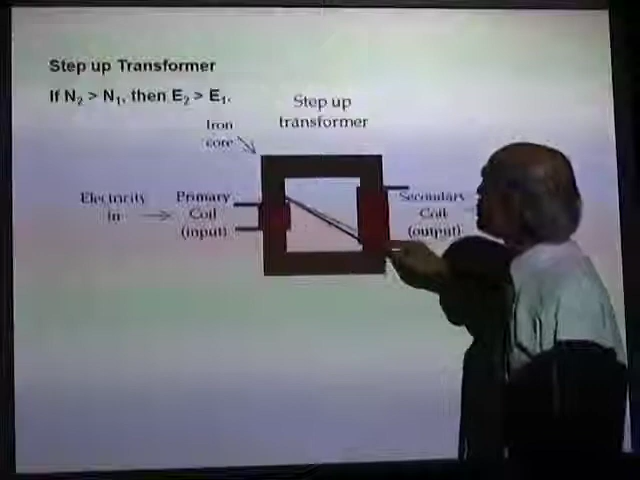 Step up Transformer
If N₂ > N₁, then E₂ > E₁.
Step up
transformer
Iron
core
Electricity
in
Primary
Coil
(input)
Secondary
Coil
(output)